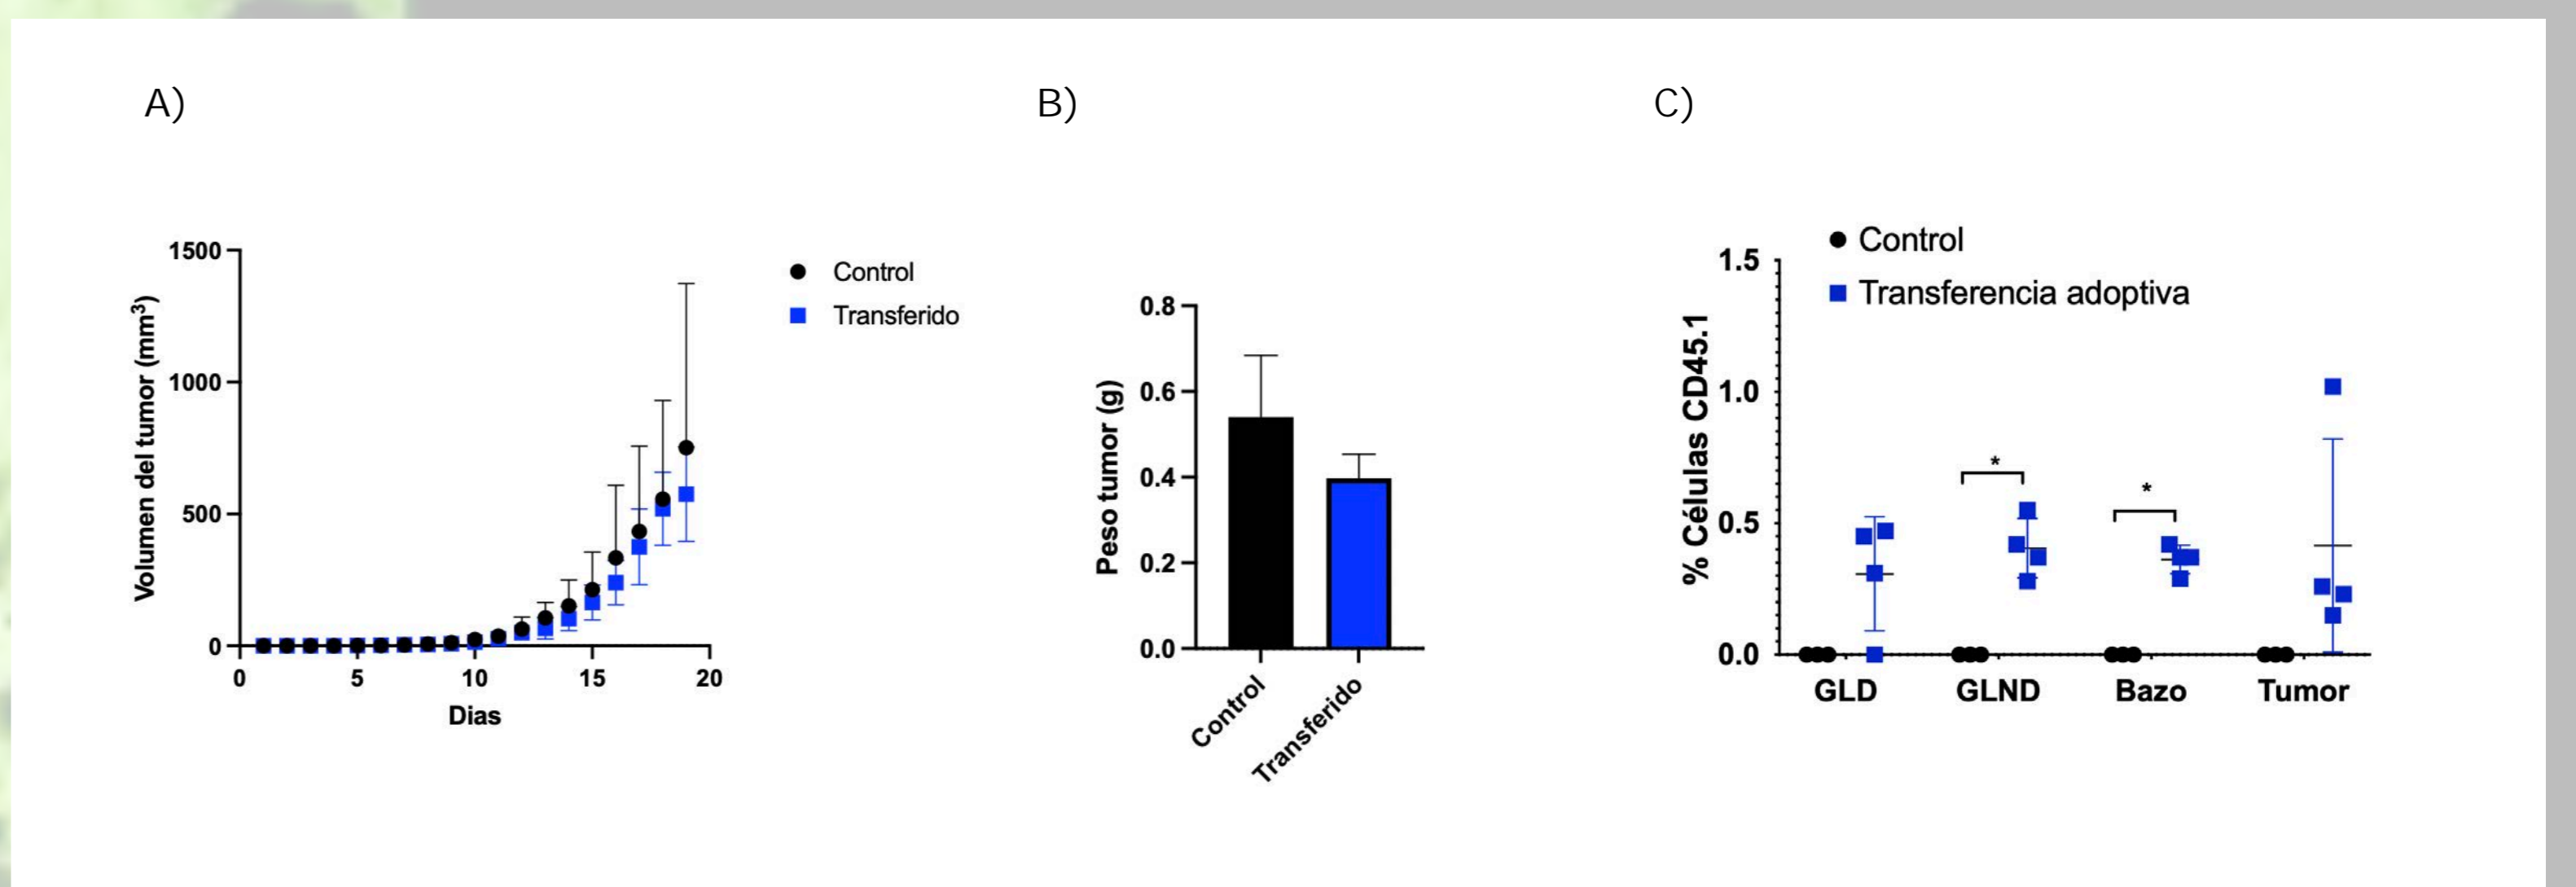 A)
Volumen del tumor (mm³)
1500
1000
500
0
0 5 10 15 20
Dias
Control
Transferido
B)
Peso tumor (g)
0.8
0.6
0.4
0.2
0.0
Control
Transferido
C)
% Células CD45.1
Control
Transferencia adoptiva
1.5
1.0
0.5
0.0
*
*
GLD GLND Bazo Tumor